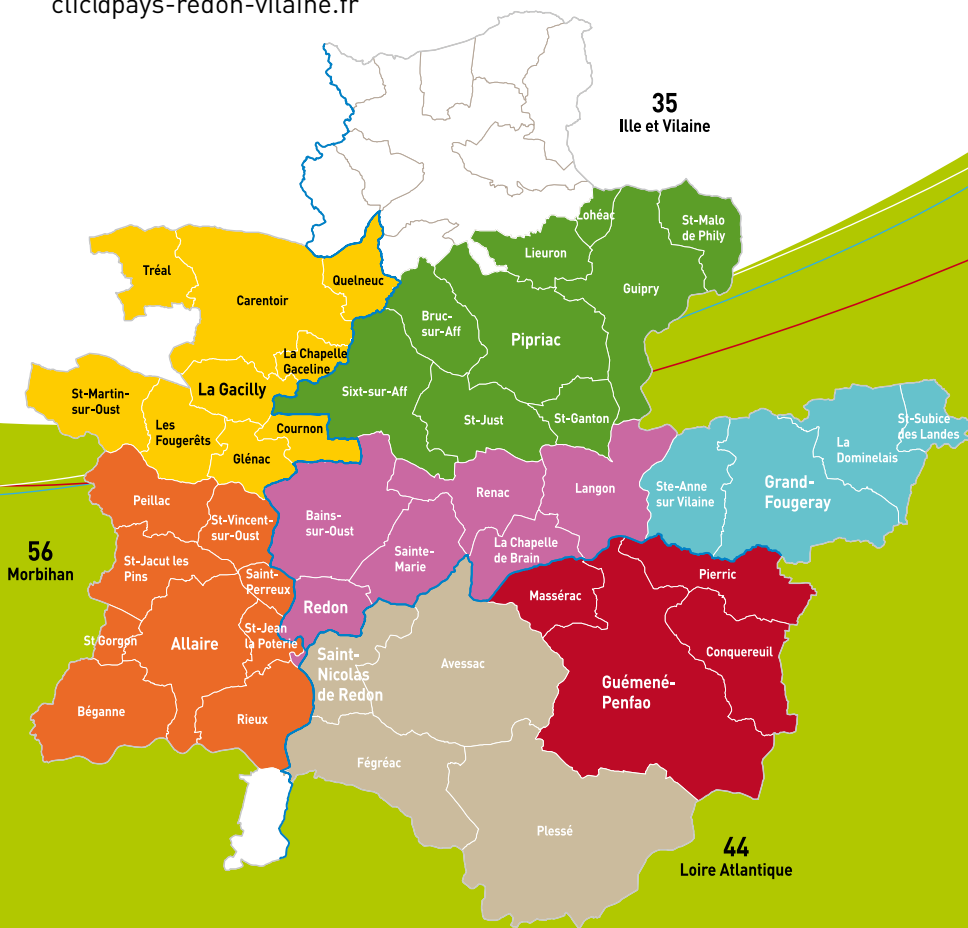 clicldpays-redon-vilaine.fr
35
Ille et Vilaine
Lohéac
St-Malo
de Phily
Lieuron
Tréal
Quelneuc
Guipry
Carentoir
Bruc-
sur-Aff
Pipriac
La Chapelle
Gaceline
La Gacilly
Sixt-sur-Aff
St-Martin-
sur-Oust
St-Just
St-Ganton
St-Subice
des Landes
Les
Fougerêts
Cournon
La
Dominelais
Glénac
Peillac
Renac
Langon
Ste-Anne
sur Vilaine
Grand-
Fougeray
St-Vincent-
sur-Oust
Bains-
sur-Oust
La Chapelle
de Brain
Sainte-
Marie
56
Morbihan
St-Jacut les
Pins
Saint-
Perreux
Pierric
Massérac
Redon
St Gorgon
Allaire
St-Jean
la Poterie
Saint-
Nicolas
de Redon
Avessac
Conquereuil
Guémené-
Penfao
Béganne
Rieux
Fégréac
Plessé
44
Loire Atlantique